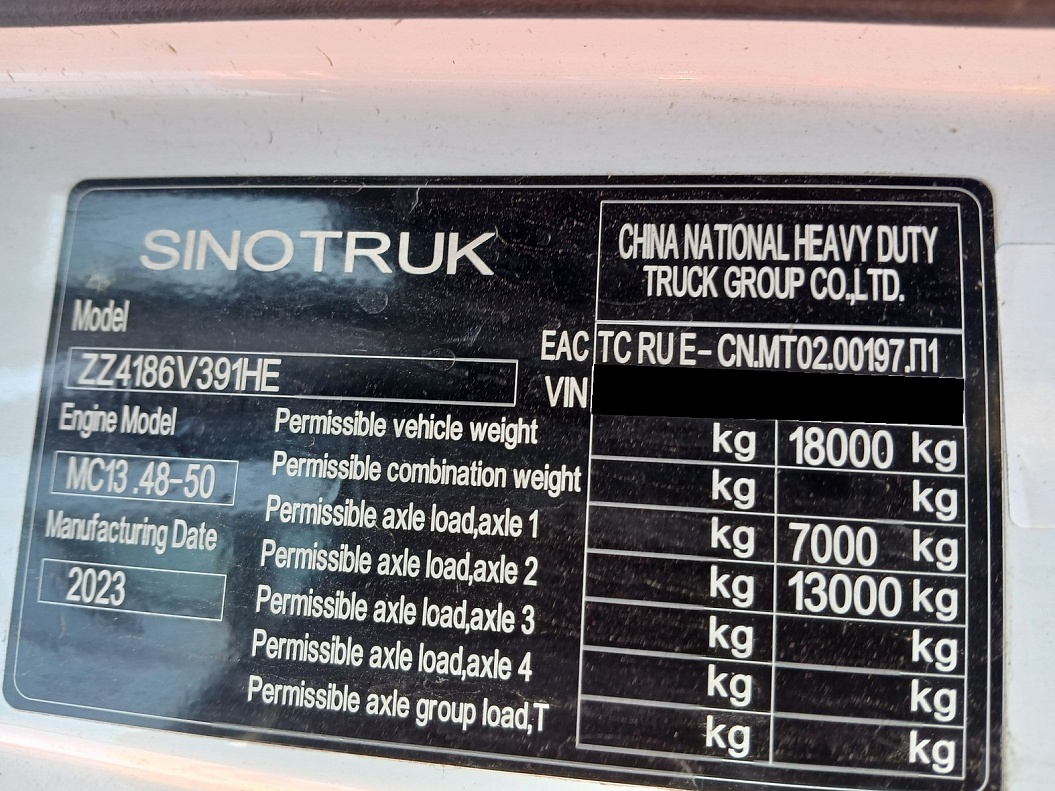 SINOTRUK
CHINA NATIONAL HEAVY DUTY
TRUCK GROUP CO.,LTD.
Model
EAC TC RU E- CN.MT02.00197.П1
ZZ4186V391HE
VIN
Engine Model
Permissible vehicle weight kg 18000 kg
MC13 .48-50
Permissible combination weight kg kg
Manufacturing Date
Permissible axle load,axle 1 kg 7000 kg
2023
Permissible axle load,axle 2 kg 13000 kg
Permissible axle load,axle 3 kg kg
Permissible axle load,axle 4 kg kg
Permissible axle group load,T kg kg